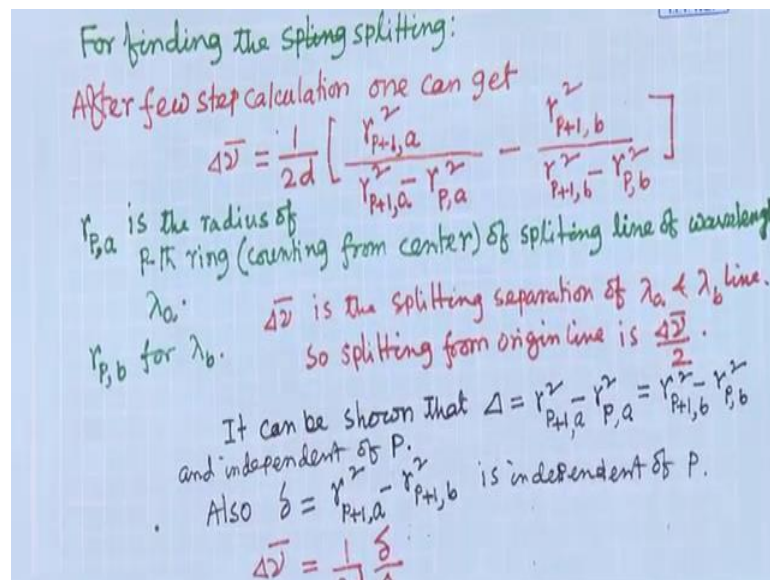 For finding the spling splitting:
After few step calculation one can get
Δν̄ = 1/2d [ r²p+1,a / r²p+1,a - r²p,a - r²p+1,b / r²p+1,b - r²p,b ]
rp,a is the radius of
p-th ring (counting from center) of spliting line of wavelengt
λa.
Δν̄ is the splitting separation of λa & λb line.
rp,b for λb.
So splitting from origin line is Δν̄/2.
It can be shown that Δ = r²p+1,a - r²p,a = r²p+1,b - r²p,b
and independent of P.
Also δ = r²p+1,a - r²p+1,b is independent of P.
Δν̄ = 1 δ